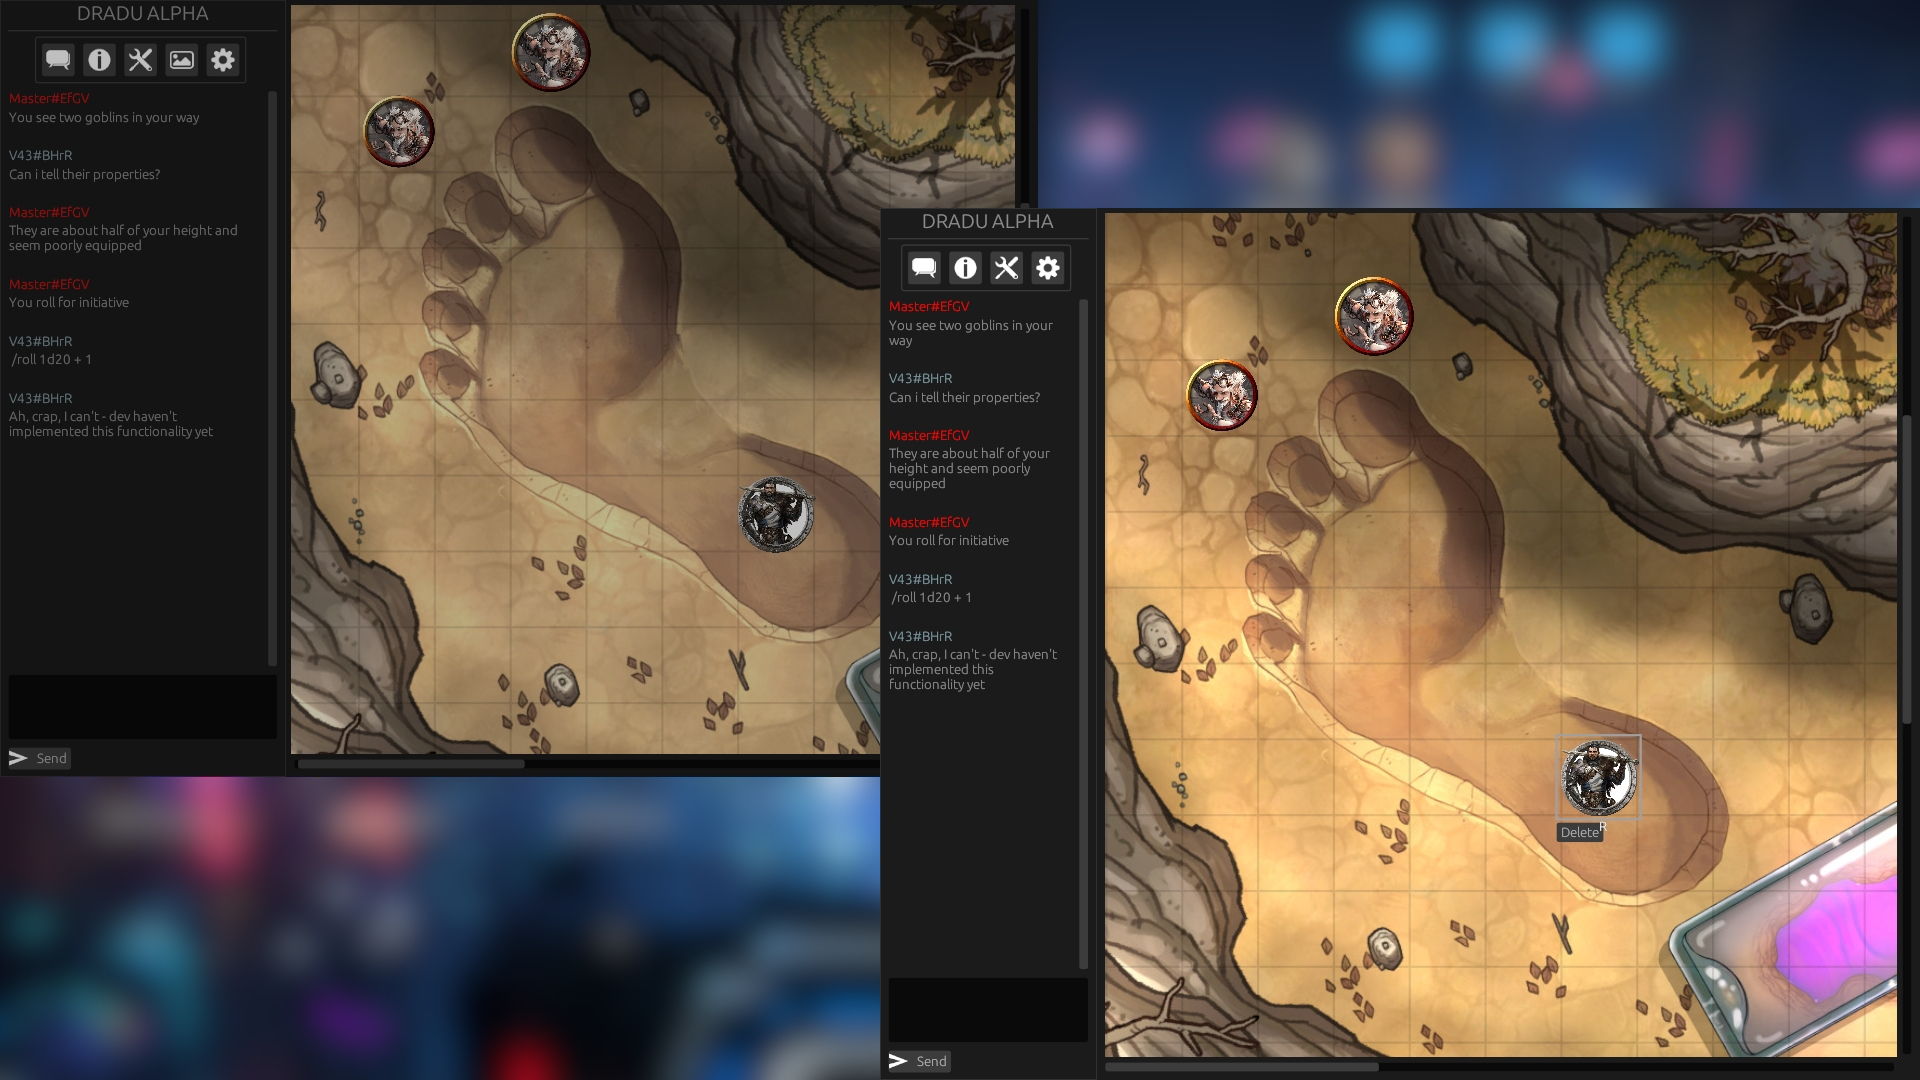 DRADU ALPHA
Master#EfGV
You see two goblins in your way
V43#BHrR
Can i tell their properties?
Master#EfGV
They are about half of your height and
seem poorly equipped
Master#EfGV
You roll for initiative
V43#BHrR
/roll 1d20 + 1
V43#BHrR
Ah, crap, I can't - dev haven't
implemented this functionality yet
Send
DRADU ALPHA
Master#EfGV
You see two goblins in your
way
V43#BHrR
Can i tell their properties?
Master#EfGV
They are about half of your
height and seem poorly
equipped
Master#EfGV
You roll for initiative
V43#BHrR
/roll 1d20 + 1
V43#BHrR
Ah, crap, I can't - dev haven't
implemented this
functionality yet
Send
R
Delete